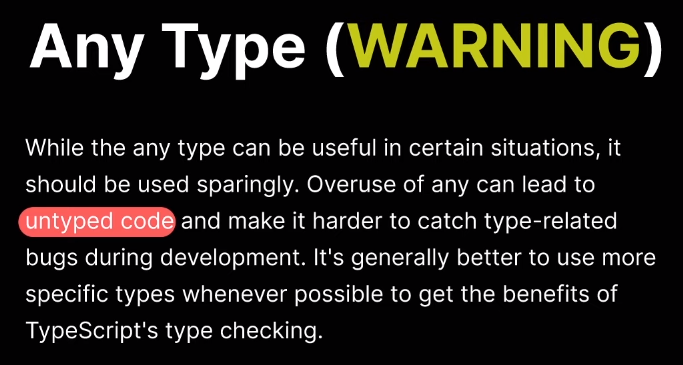 Any Type (WARNING)
While the any type can be useful in certain situations, it
should be used sparingly. Overuse of any can lead to
untyped code and make it harder to catch type-related
bugs during development. It's generally better to use more
specific types whenever possible to get the benefits of
TypeScript's type checking.